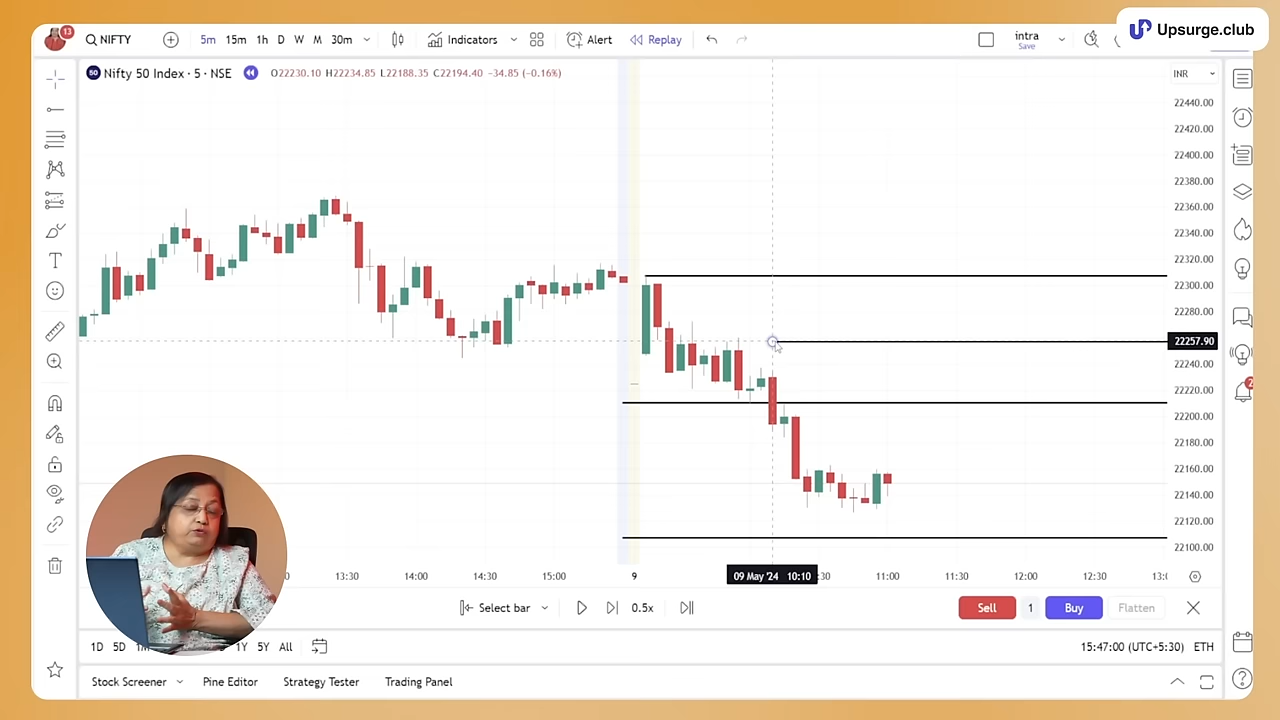 Upsurge.club
13
NIFTY
5m 15m 1h D W M 30m
Indicators
Alert
Replay
intra
Save
50 Nifty 50 Index · 5 · NSE O22230.10 H22234.85 L22188.35 C22194.40 -34.85 (-0.16%)
INR
22440.00
22420.00
22400.00
22380.00
22360.00
22340.00
22320.00
22300.00
22280.00
22257.90
22240.00
22220.00
22200.00
22180.00
22160.00
22140.00
22120.00
22100.00
2
13:30 14:00 14:30 15:00 9 09 May '24 10:10 :30 11:00 11:30 12:00 12:30 13:
Select bar 0.5x Sell 1 Buy Flatten
1D 5D 1Y 5Y All 15:47:00 (UTC+5:30) ETH
Stock Screener Pine Editor Strategy Tester Trading Panel